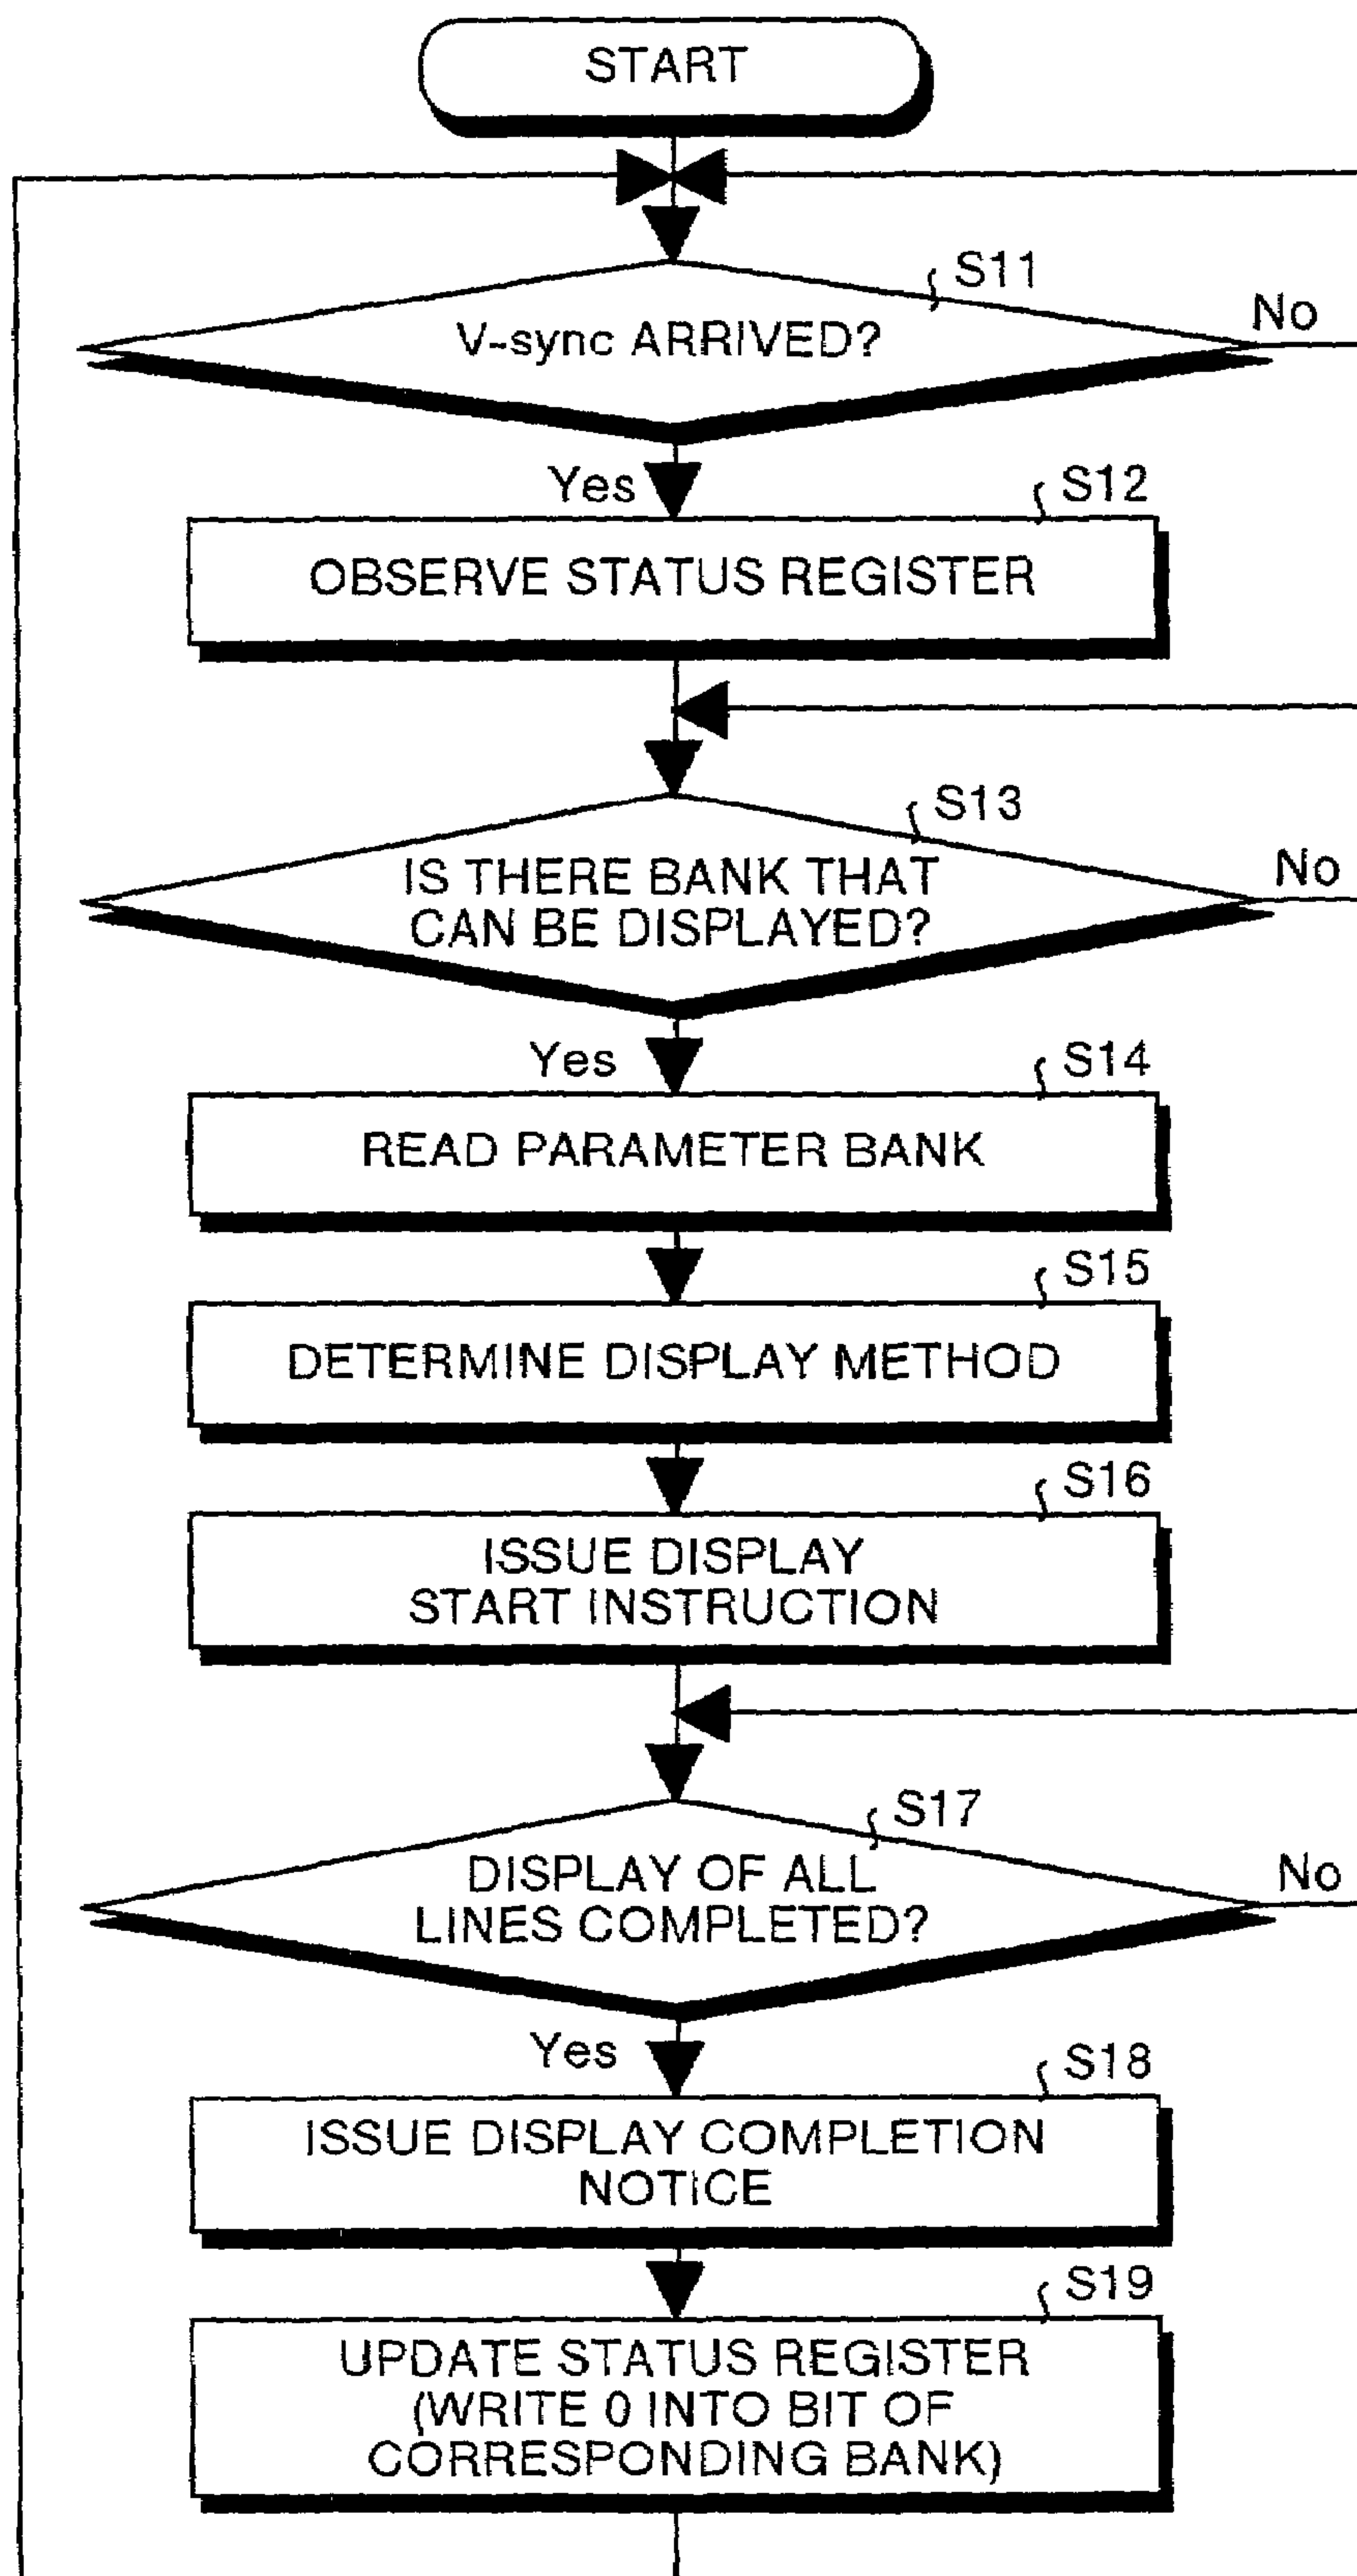 START
S11
V-sync ARRIVED?
No
Yes
S12
OBSERVE STATUS REGISTER
S13
IS THERE BANK THAT
CAN BE DISPLAYED?
No
Yes
S14
READ PARAMETER BANK
S15
DETERMINE DISPLAY METHOD
S16
ISSUE DISPLAY
START INSTRUCTION
S17
DISPLAY OF ALL
LINES COMPLETED?
No
Yes
S18
ISSUE DISPLAY COMPLETION
NOTICE
S19
UPDATE STATUS REGISTER
(WRITE 0 INTO BIT OF
CORRESPONDING BANK)